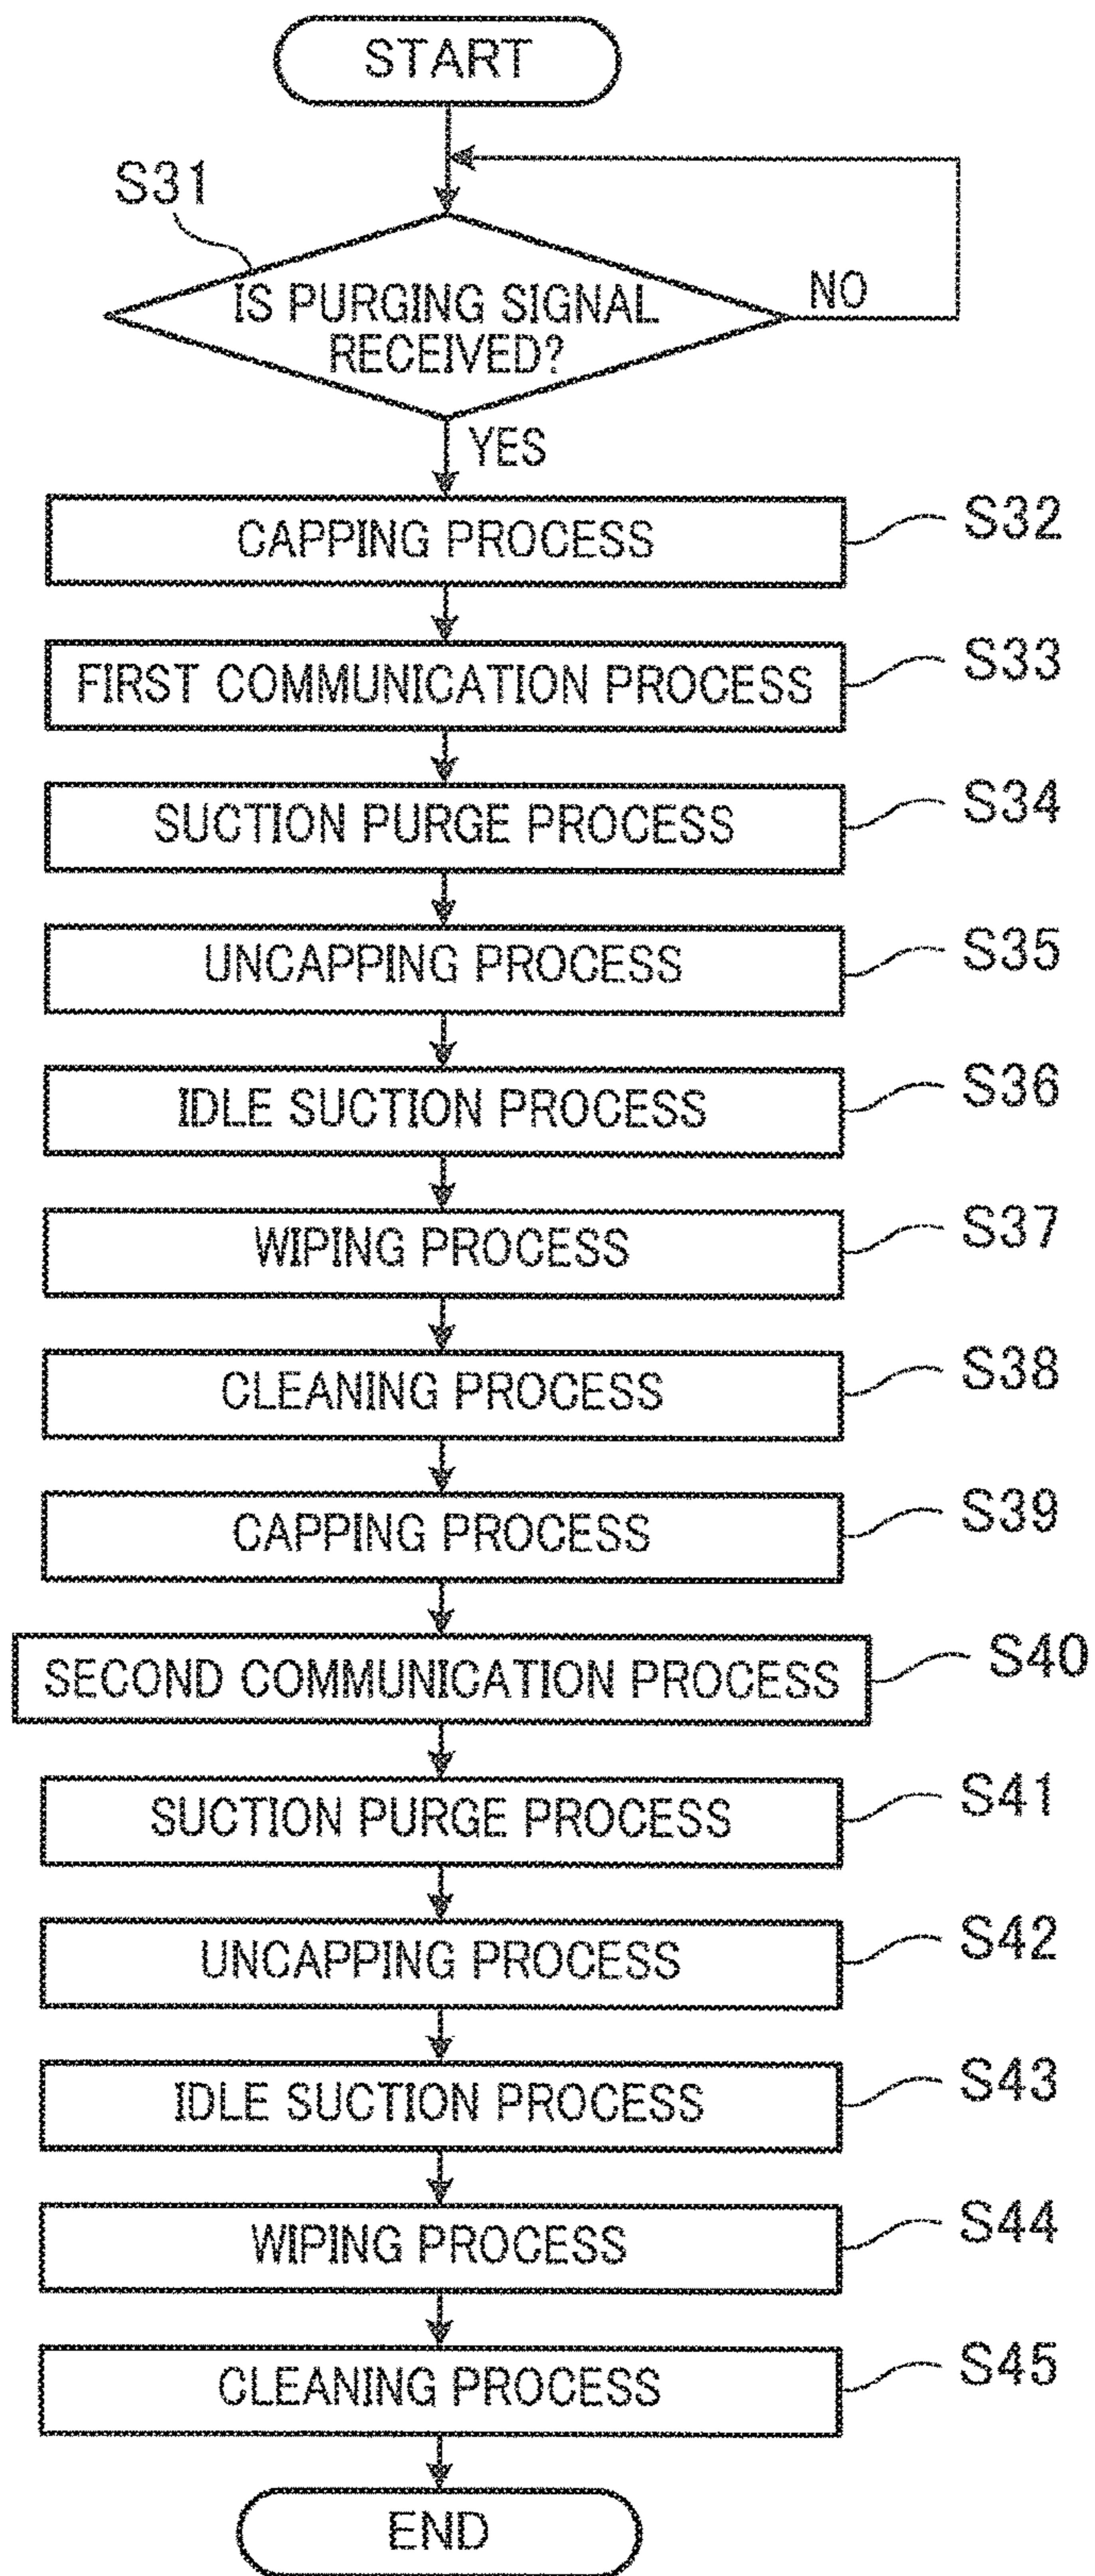 START
S31
IS PURGING SIGNAL
RECEIVED?
NO
YES
CAPPING PROCESS
S32
FIRST COMMUNICATION PROCESS
S33
SUCTION PURGE PROCESS
S34
UNCAPPING PROCESS
S35
IDLE SUCTION PROCESS
S36
WIPING PROCESS
S37
CLEANING PROCESS
S38
CAPPING PROCESS
S39
SECOND COMMUNICATION PROCESS
S40
SUCTION PURGE PROCESS
S41
UNCAPPING PROCESS
S42
IDLE SUCTION PROCESS
S43
WIPING PROCESS
S44
CLEANING PROCESS
S45
END